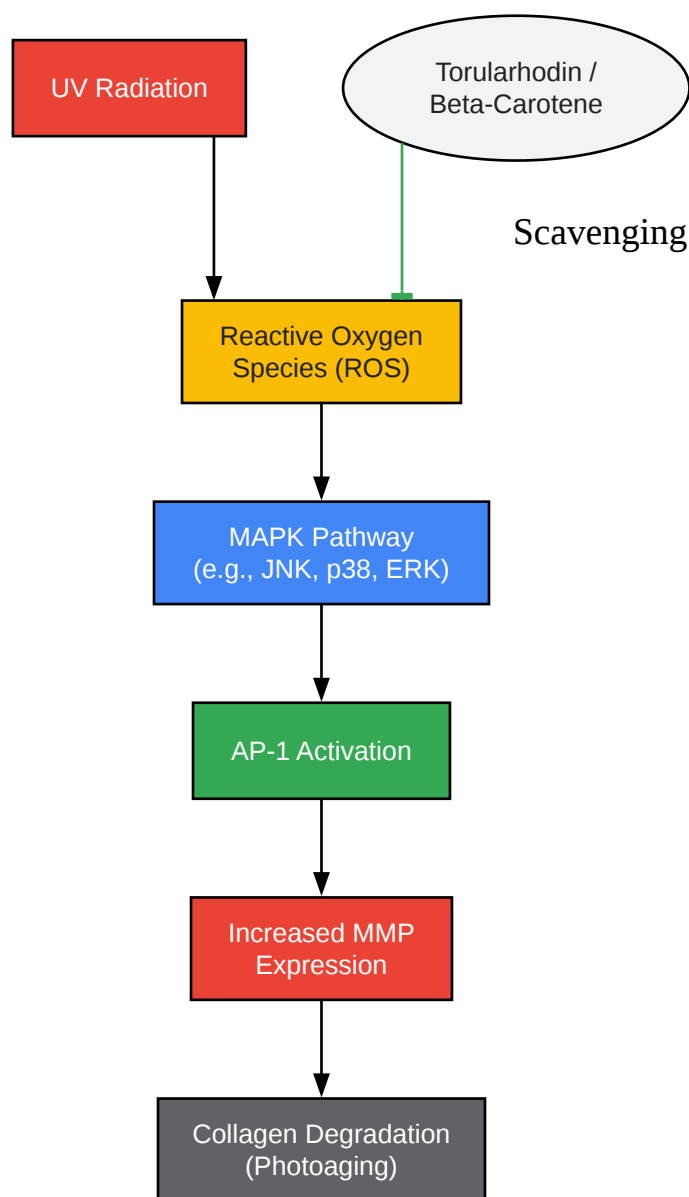 UV Radiation
Torularhodin /
Beta-Carotene
Scavenging
Reactive Oxygen
Species (ROS)
MAPK Pathway
(e.g., JNK, p38, ERK)
AP-1 Activation
Increased MMP
Expression
Collagen Degradation
(Photoaging)